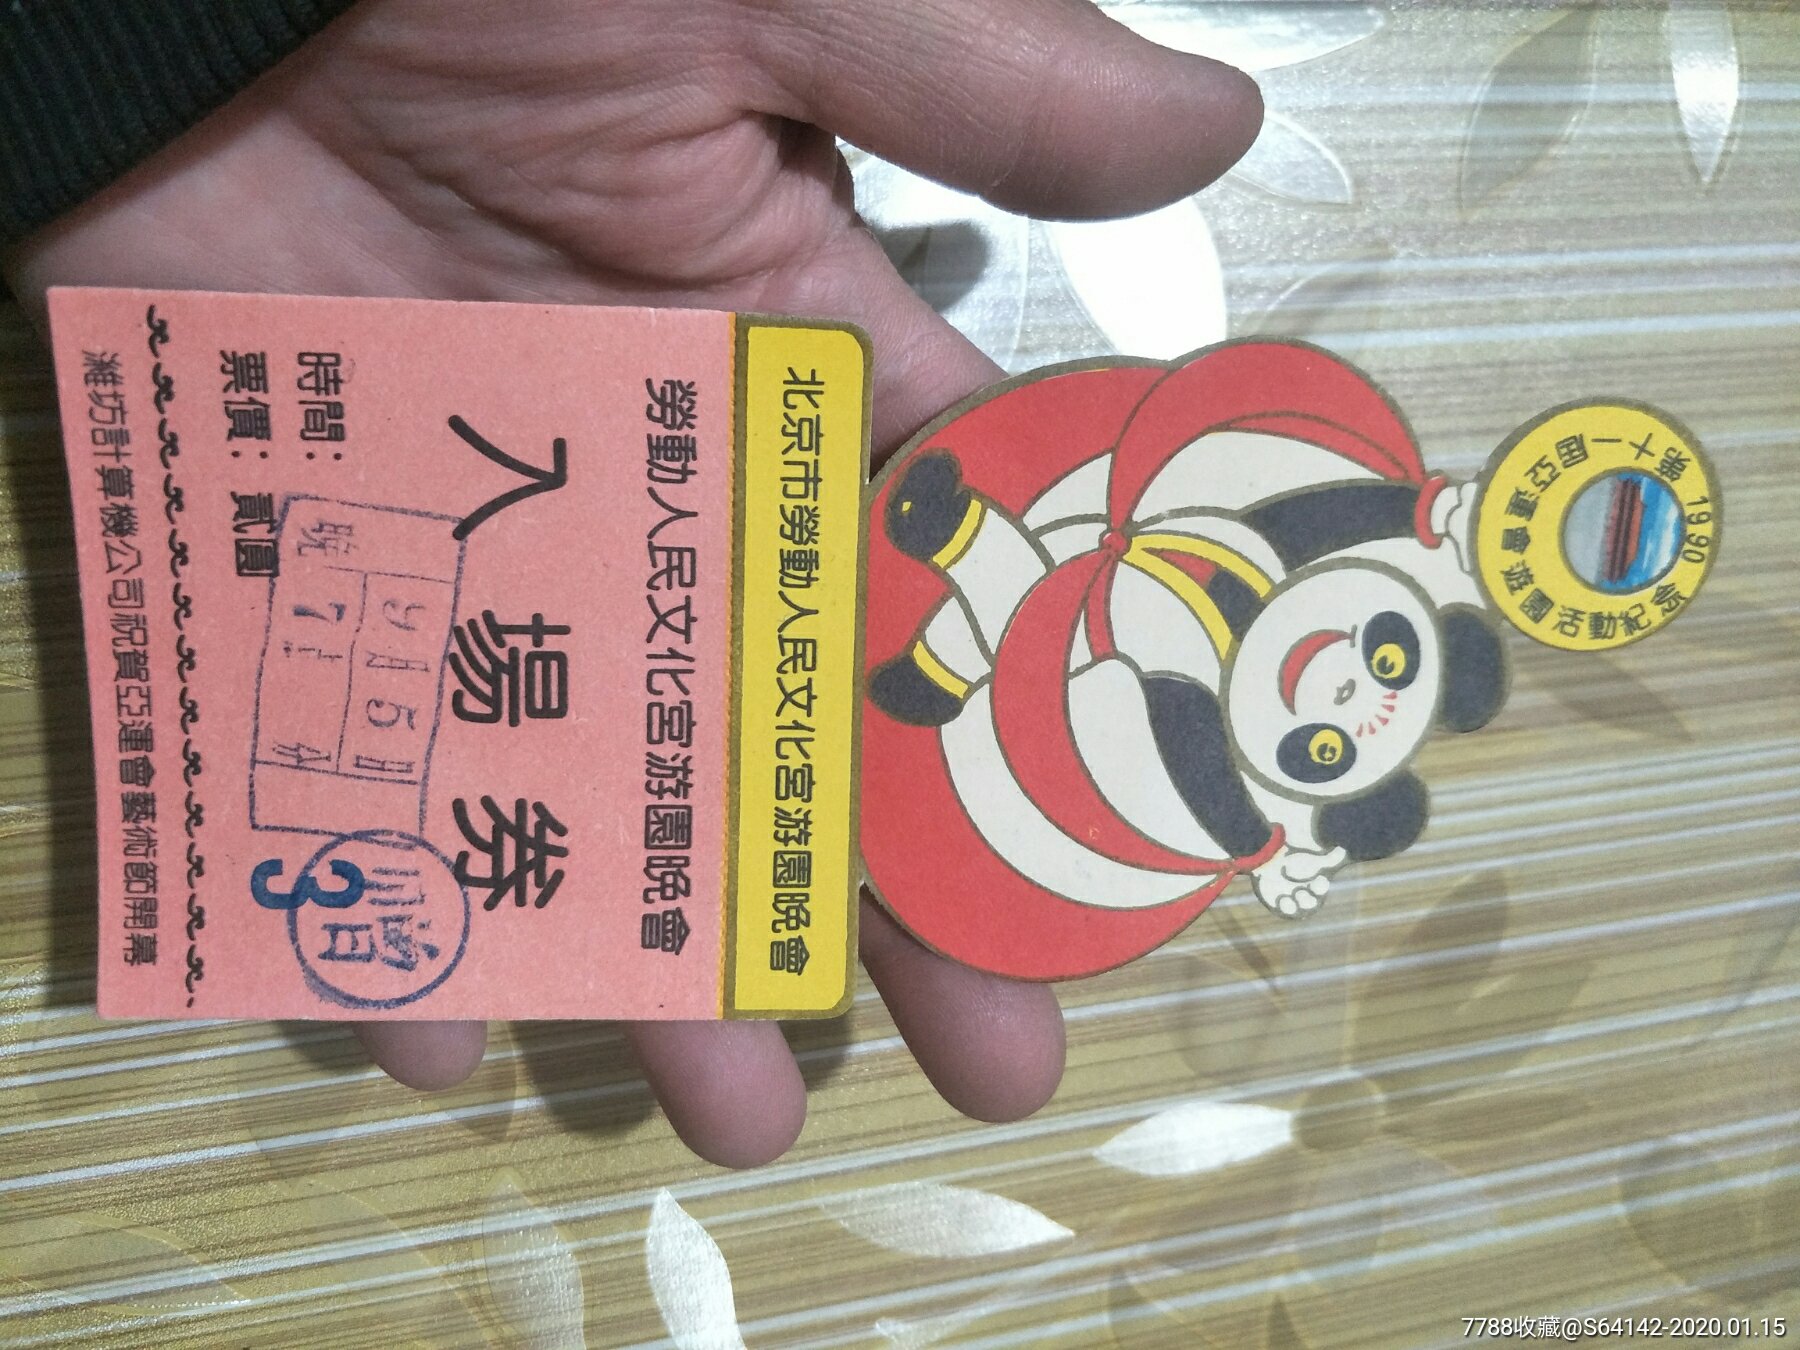 第十一屆亞運會遊園活動紀念
1990
北京市勞動人民文化宮游園晚會
勞動人民文化宮游園晚會
入場券
時間：
票價：貳圓
晚
9月15日
7
3
濰坊計算機公司祝賀亞運會藝術節開幕
7788收藏@S64142-2020.01.15